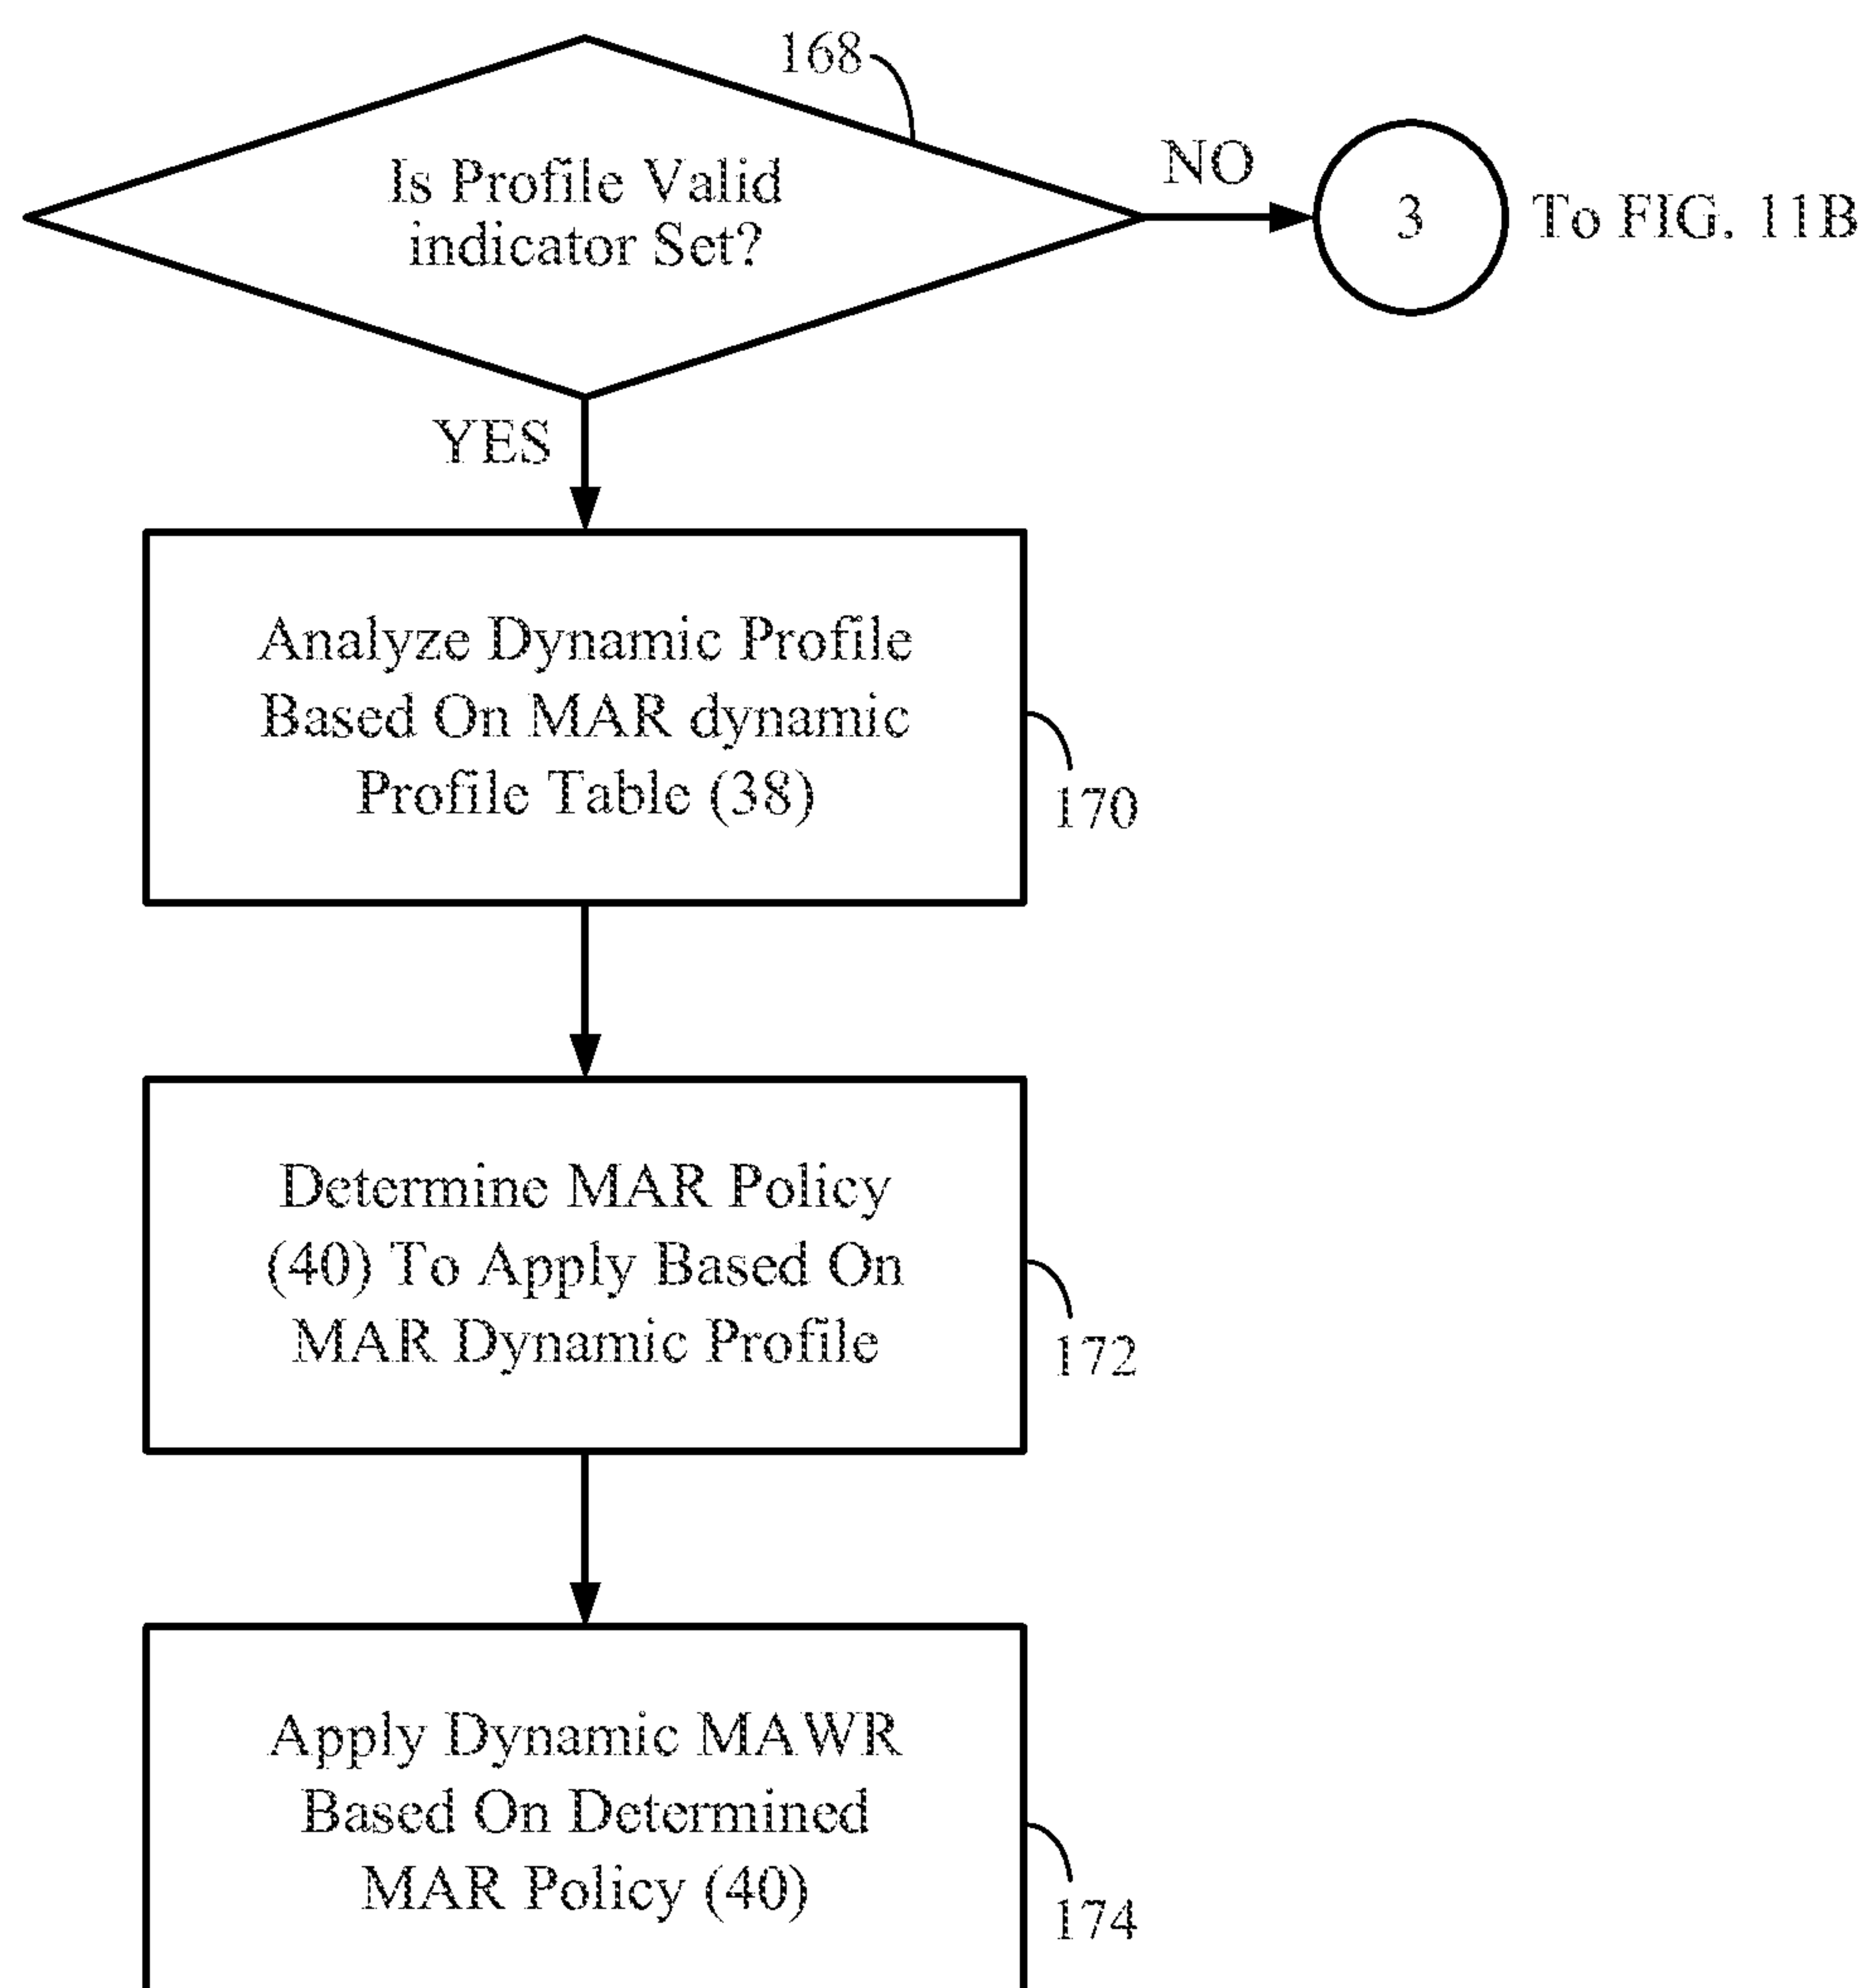 168
Is Profile Valid
indicator Set?
NO
3
To FIG. 11B
YES
Analyze Dynamic Profile
Based On MAR dynamic
Profile Table (38)
170
Determine MAR Policy
(40) To Apply Based On
MAR Dynamic Profile
172
Apply Dynamic MAWR
Based On Determined
MAR Policy (40)
174